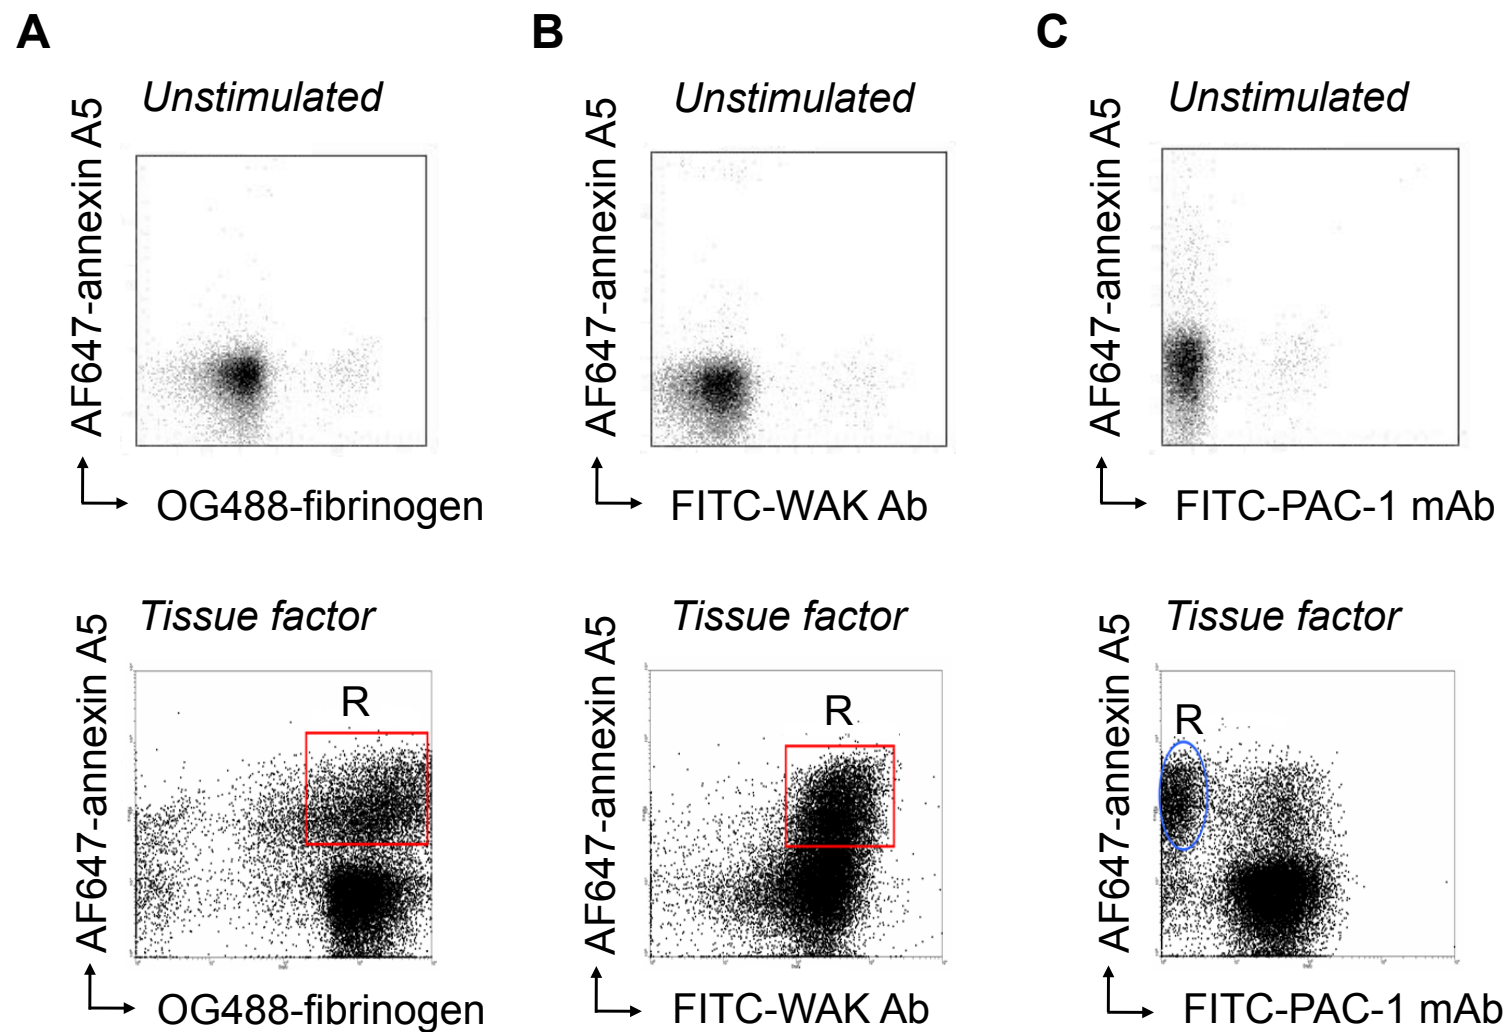 A
B
C
Unstimulated
Unstimulated
Unstimulated
AF647-annexin A5
AF647-annexin A5
AF647-annexin A5
OG488-fibrinogen
FITC-WAK Ab
FITC-PAC-1 mAb
Tissue factor
Tissue factor
Tissue factor
AF647-annexin A5
AF647-annexin A5
AF647-annexin A5
R
R
R
OG488-fibrinogen
FITC-WAK Ab
FITC-PAC-1 mAb